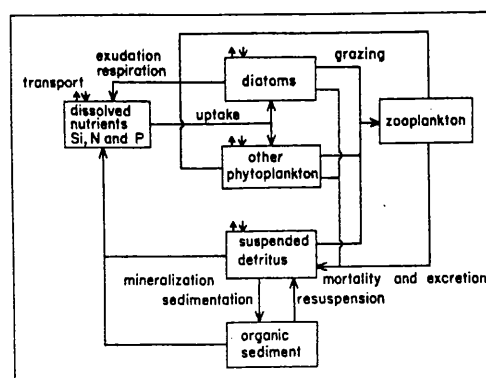 exudation
respiration
grazing
transport
diatoms
dissolved
nutrients
Si, N and P
uptake
zooplankton
other
phytoplankton
suspended
detritus
mineralization
sedimentation
mortality and excretion
resuspension
organic
sediment